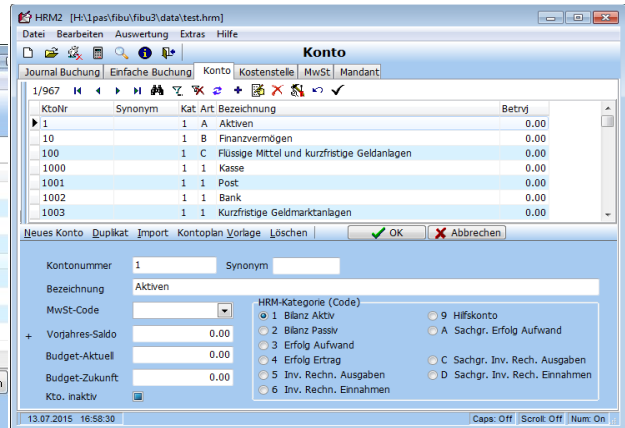 HRM2 [H:\1pas\fibu\fibu3\data\test.hrm]
Datei Bearbeiten Auswertung Extras Hilfe
Konto
Journal Buchung Einfache Buchung Konto Kostenstelle MwSt Mandant
1/967
KtoNr Synonym Kat Art Bezeichnung Betrvj
1 1 A Aktiven 0.00
10 1 B Finanzvermögen 0.00
100 1 C Flüssige Mittel und kurzfristige Geldanlagen 0.00
1000 1 1 Kasse 0.00
1001 1 1 Post 0.00
1002 1 1 Bank 0.00
1003 1 1 Kurzfristige Geldmarktanlagen 0.00
Neues Konto Duplikat Import Kontoplan Vorlage Löschen OK Abbrechen
Kontonummer 1 Synonym
Bezeichnung Aktiven
MwSt-Code
+ Vorjahres-Saldo 0.00
Budget-Aktuell 0.00
Budget-Zukunft 0.00
Kto. inaktiv
HRM-Kategorie (Code)
1 Bilanz Aktiv
2 Bilanz Passiv
3 Erfolg Aufwand
4 Erfolg Ertrag
5 Inv. Rechn. Ausgaben
6 Inv. Rechn. Einnahmen
9 Hilfskonto
A Sachgr. Erfolg Aufwand
C Sachgr. Inv. Rech. Ausgaben
D Sachgr. Inv. Rech. Einnahmen
13.07.2015 16:58:30 Caps: Off Scroll: Off Num: On